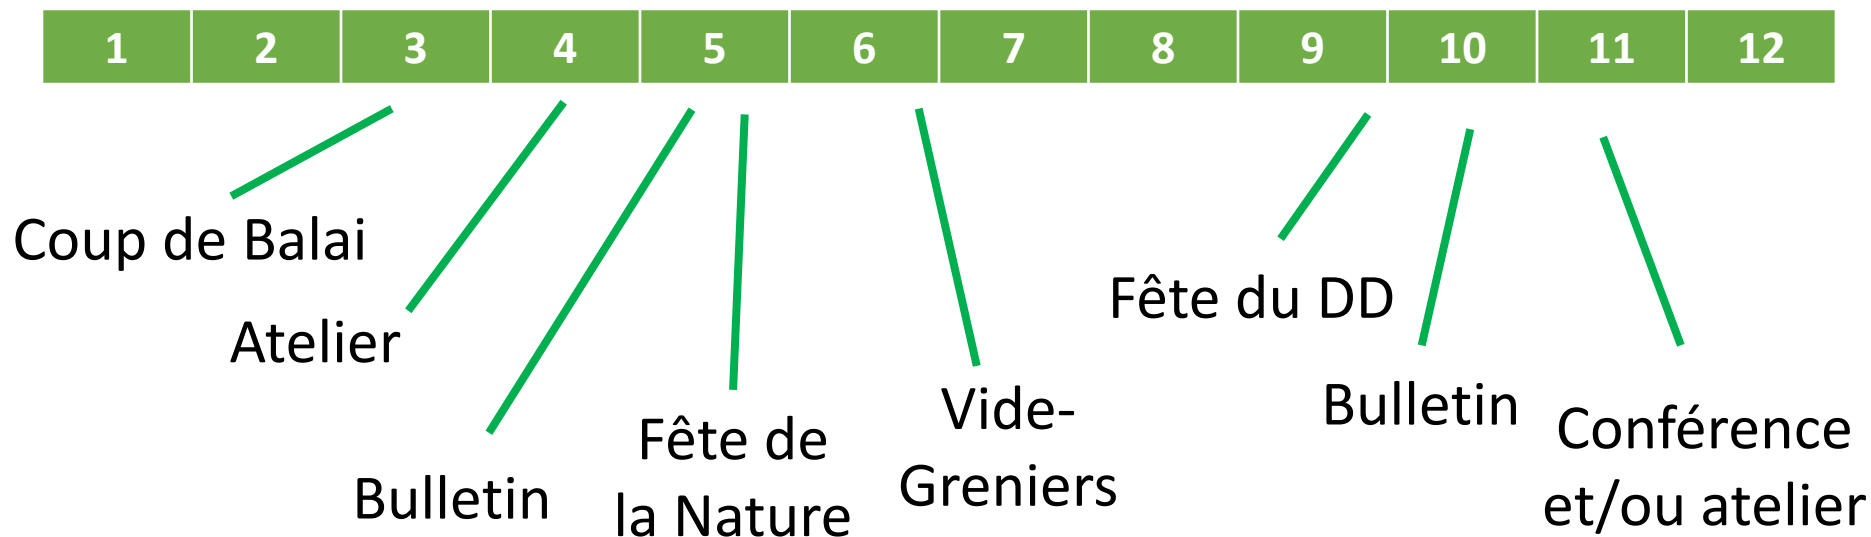 1 2 3 4 5 6 7 8 9 10 11 12
Coup de Balai
Atelier
Bulletin
Fête de
la Nature
Vide-
Greniers
Fête du DD
Bulletin
Conférence
et/ou atelier